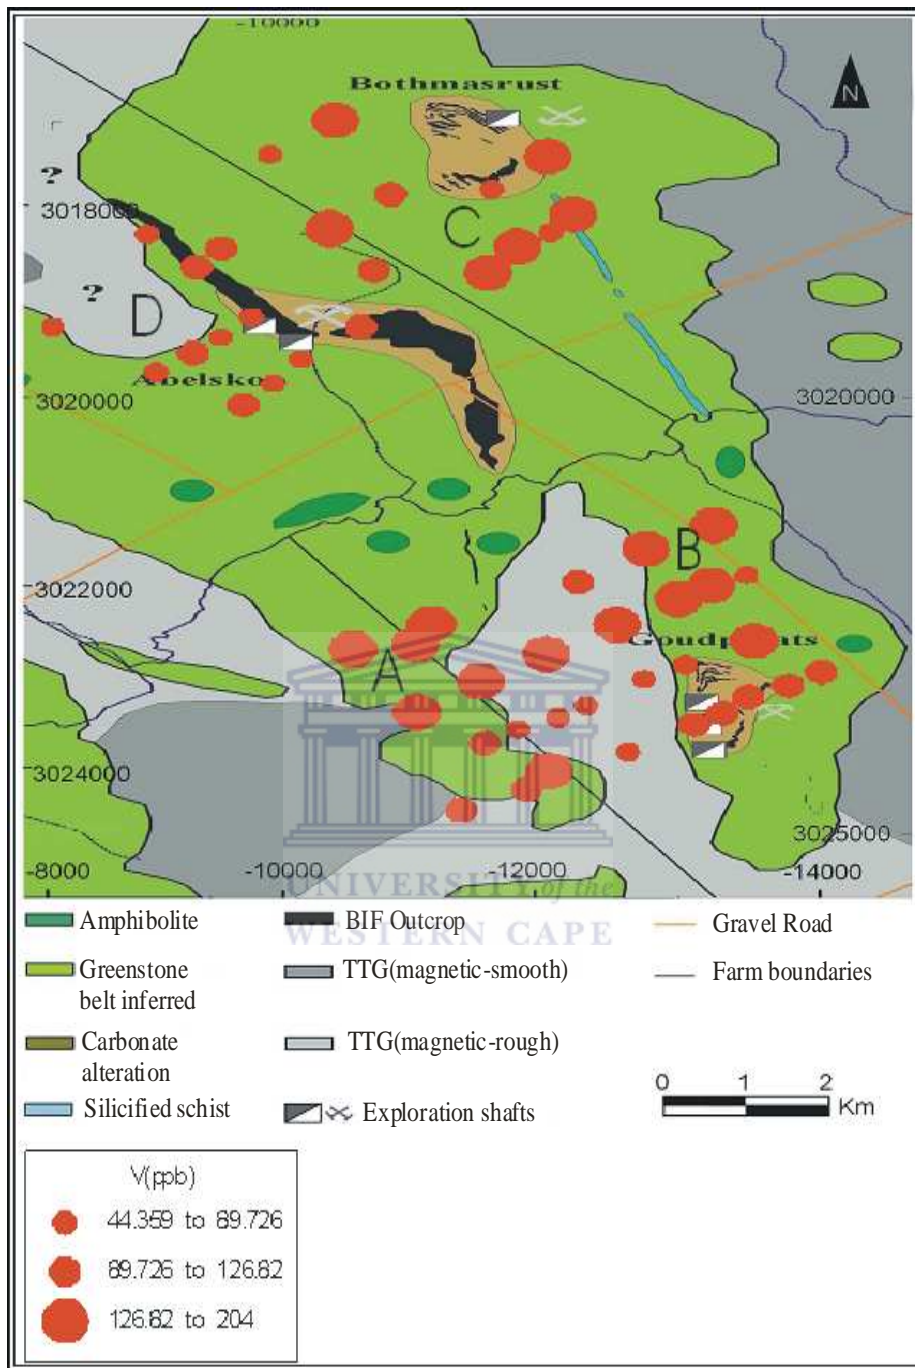 -10000
Bothmasrust
N
?
3018000
C
?
D
Abelskop
3020000
3020000
B
3022000
Goudplaats
A
3024000
3025000
-8000
-10000
-12000
-14000
UNIVERSITY of the
WESTERN CAPE
Amphibolite
BIF Outcrop
Gravel Road
Greenstone
belt inferred
TTG(magnetic-smooth)
Farm boundaries
Carbonate
alteration
TTG(magnetic-rough)
Silicified schist
Exploration shafts
0 1 2
Km
V(ppb)
44.359 to 89.726
89.726 to 126.82
126.82 to 204